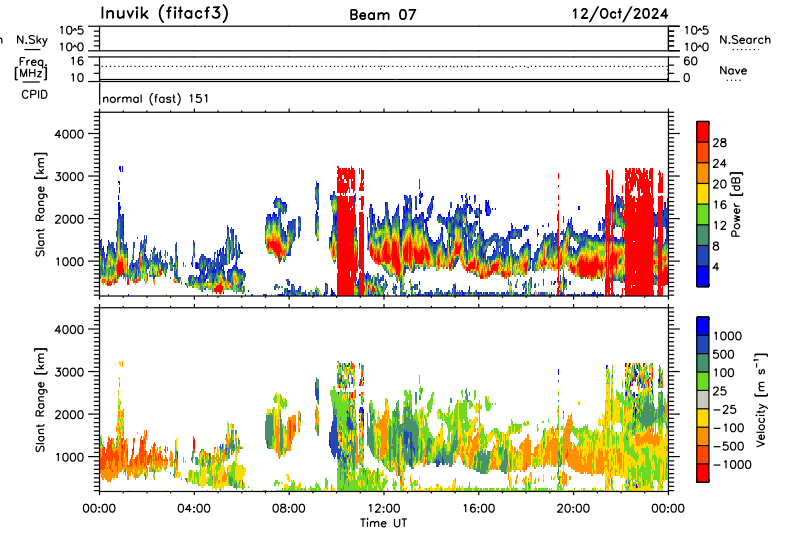 Inuvik (fitacf3) Beam 07 12/Oct/2024
N.Sky 10^5 10^5 N.Search
10^0 10^0
Freq. 16 60 Nave
[MHz] 10 0
CPID normal (fast) 151
Slant Range [km]
4000
3000
2000
1000
28
24
20
16
12
8
4
Power [dB]
Slant Range [km]
4000
3000
2000
1000
1000
500
100
25
-25
-100
-500
-1000
Velocity [m s⁻¹]
00:00 04:00 08:00 12:00 16:00 20:00 00:00
Time UT